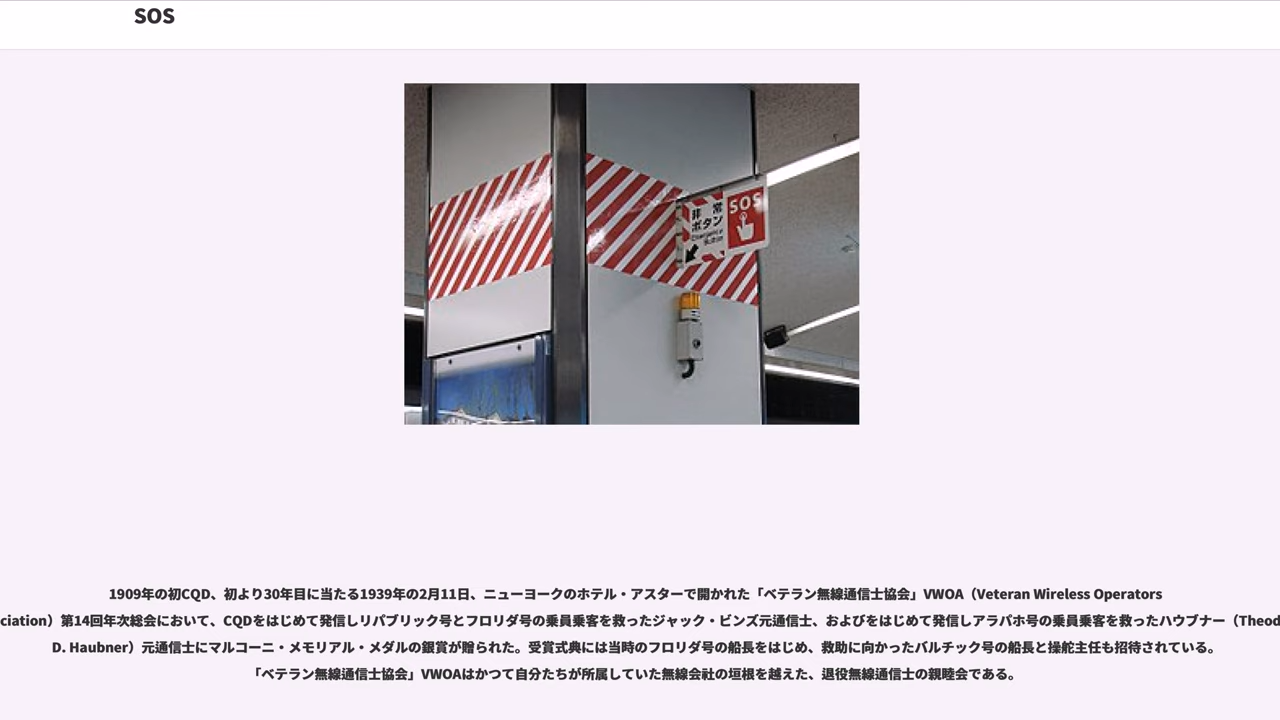 SOS
非常
ボタン
Emergency
Button
SOS
1909年の初CQD、初より30年目に当たる1939年の2月11日、ニューヨークのホテル・アスターで開かれた「ベテラン無線通信士協会」VWOA（Veteran Wireless Operators
ciation）第14回年次総会において、CQDをはじめて発信しリパブリック号とフロリダ号の乗員乗客を救ったジャック・ビンズ元通信士、およびをはじめて発信しアラパホ号の乗員乗客を救ったハウブナー（Theod
D. Haubner）元通信士にマルコーニ・メモリアル・メダルの銀賞が贈られた。受賞式典には当時のフロリダ号の船長をはじめ、救助に向かったバルチック号の船長と操舵主任も招待されている。
「ベテラン無線通信士協会」VWOAはかつて自分たちが所属していた無線会社の垣根を越えた、退役無線通信士の親睦会である。